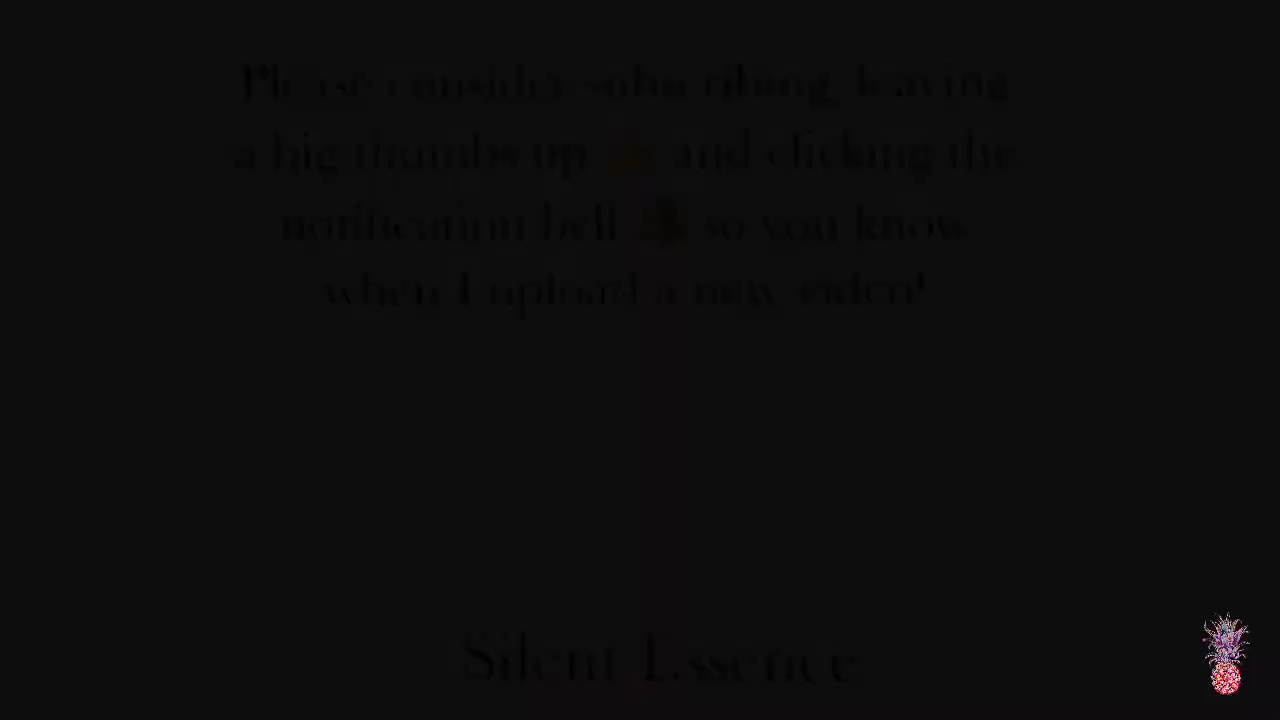 Please consider subscribing, leaving
a big thumbs up 👍 and clicking the
notification bell 🔔 so you know
when I upload a new video!
Silent Essence